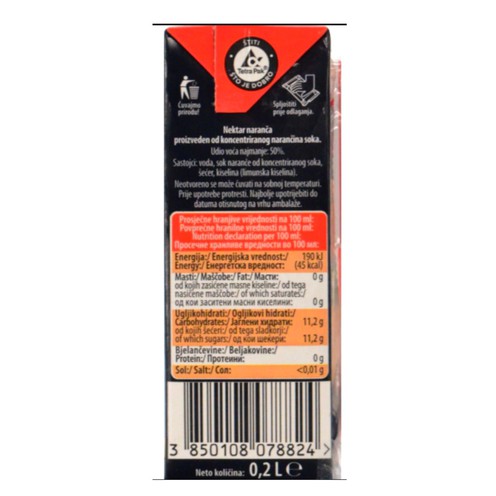 ŠTITI
Tetra Pak®
ŠTO JE DOBRO
Čuvajmo
prirodu!
Spljoštiti
prije odlaganja.
Nektar naranča
proizveden od koncentriranog narančina soka.
Udio voća najmanje: 50%.
Sastojci: voda, sok naranče od koncentriranog soka,
šećer, kiselina (limunska kiselina).
Neotvoreno se može čuvati na sobnoj temperaturi.
Prije upotrebe protresti. Najbolje upotrijebiti do
datuma otisnutog na vrhu ambalaže.
Prosječne hranjive vrijednosti na 100 ml:
Povprečne hranilne vrednosti na 100 ml:
Nutrition declaration per 100 ml:
Просечне хранљиве вредности во 100 мл:
Energija:/ Energijska vrednost:/ 190 kJ
Energy:/ Енергетска вредност: (45 kcal)
Masti:/ Maščobe:/ Fat:/ Масти: 0 g
od kojih zasićene masne kiseline:/ od tega
nasičene maščobe:/ of which saturates:/ 0 g
од кои заситени масни киселини:
Ugljikohidrati:/ Ogljikovi hidrati:/
Carbohydrates:/ Јаглени хидрати: 11,2 g
od kojih šećeri:/ od tega sladkorji:/
of which sugars:/ од кои шеќери: 11,2 g
Bjelančevine:/ Beljakovine:/
Protein:/ Протеини: 0 g
Sol:/ Salt:/ Сол: <0,01 g
3 850108 078824 >
Neto količina: 0,2 L ℮